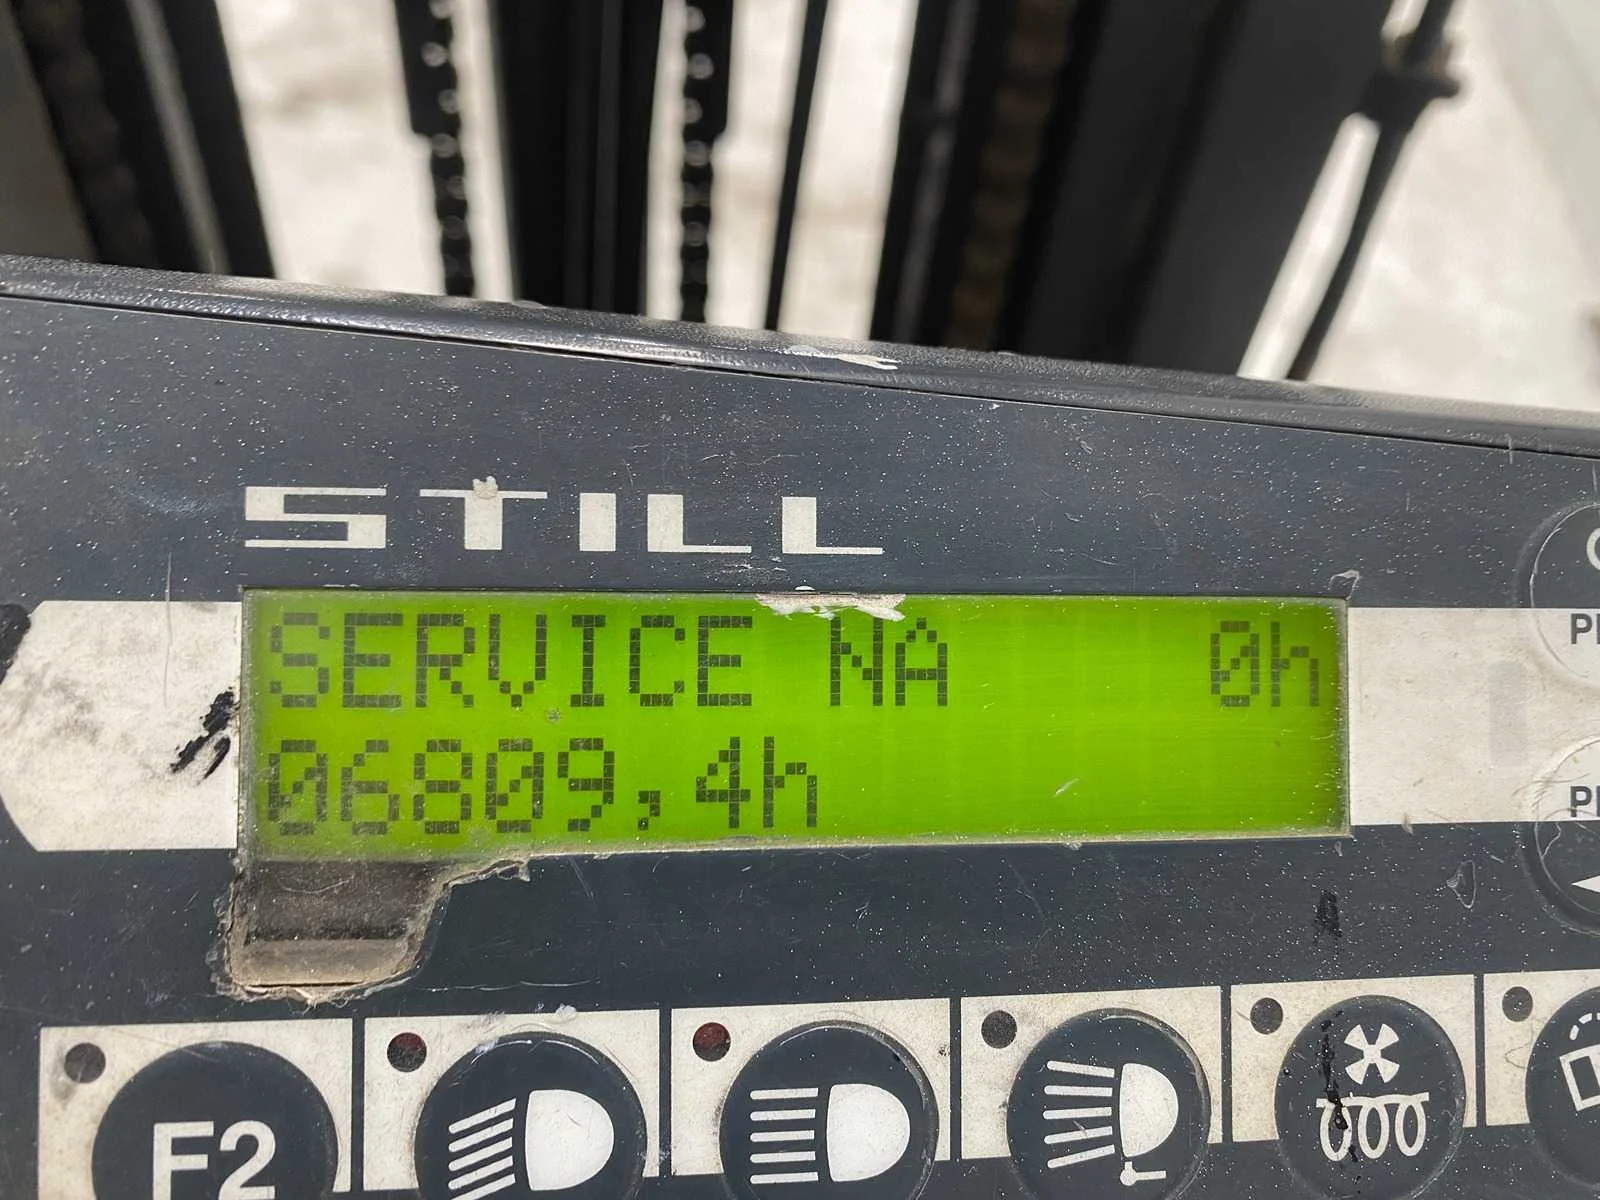 STILL
SERVICE NA 0h
06809,4h
F2